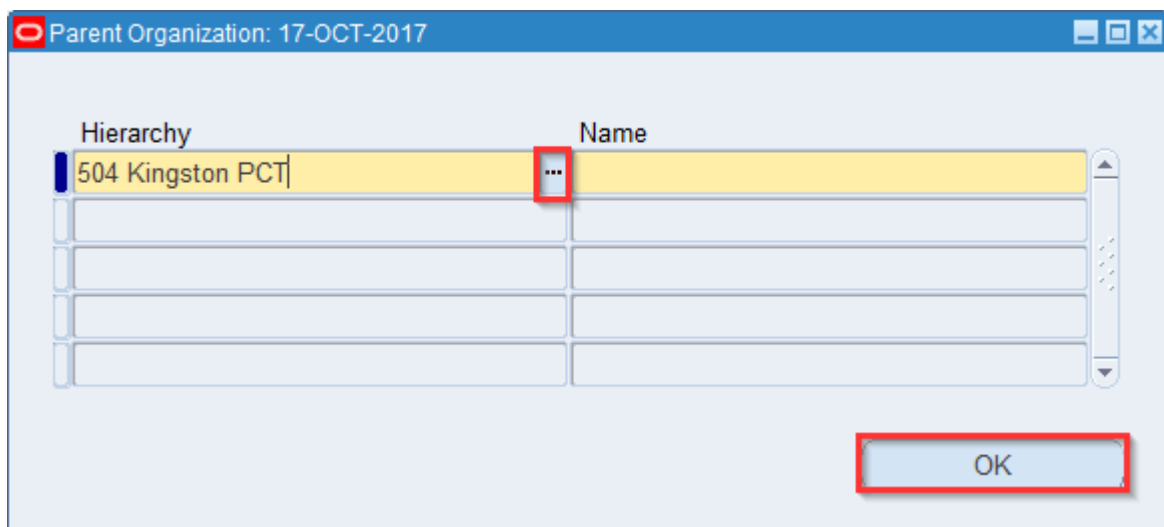 Parent Organization: 17-OCT-2017
Hierarchy Name
504 Kingston PCT ...
OK